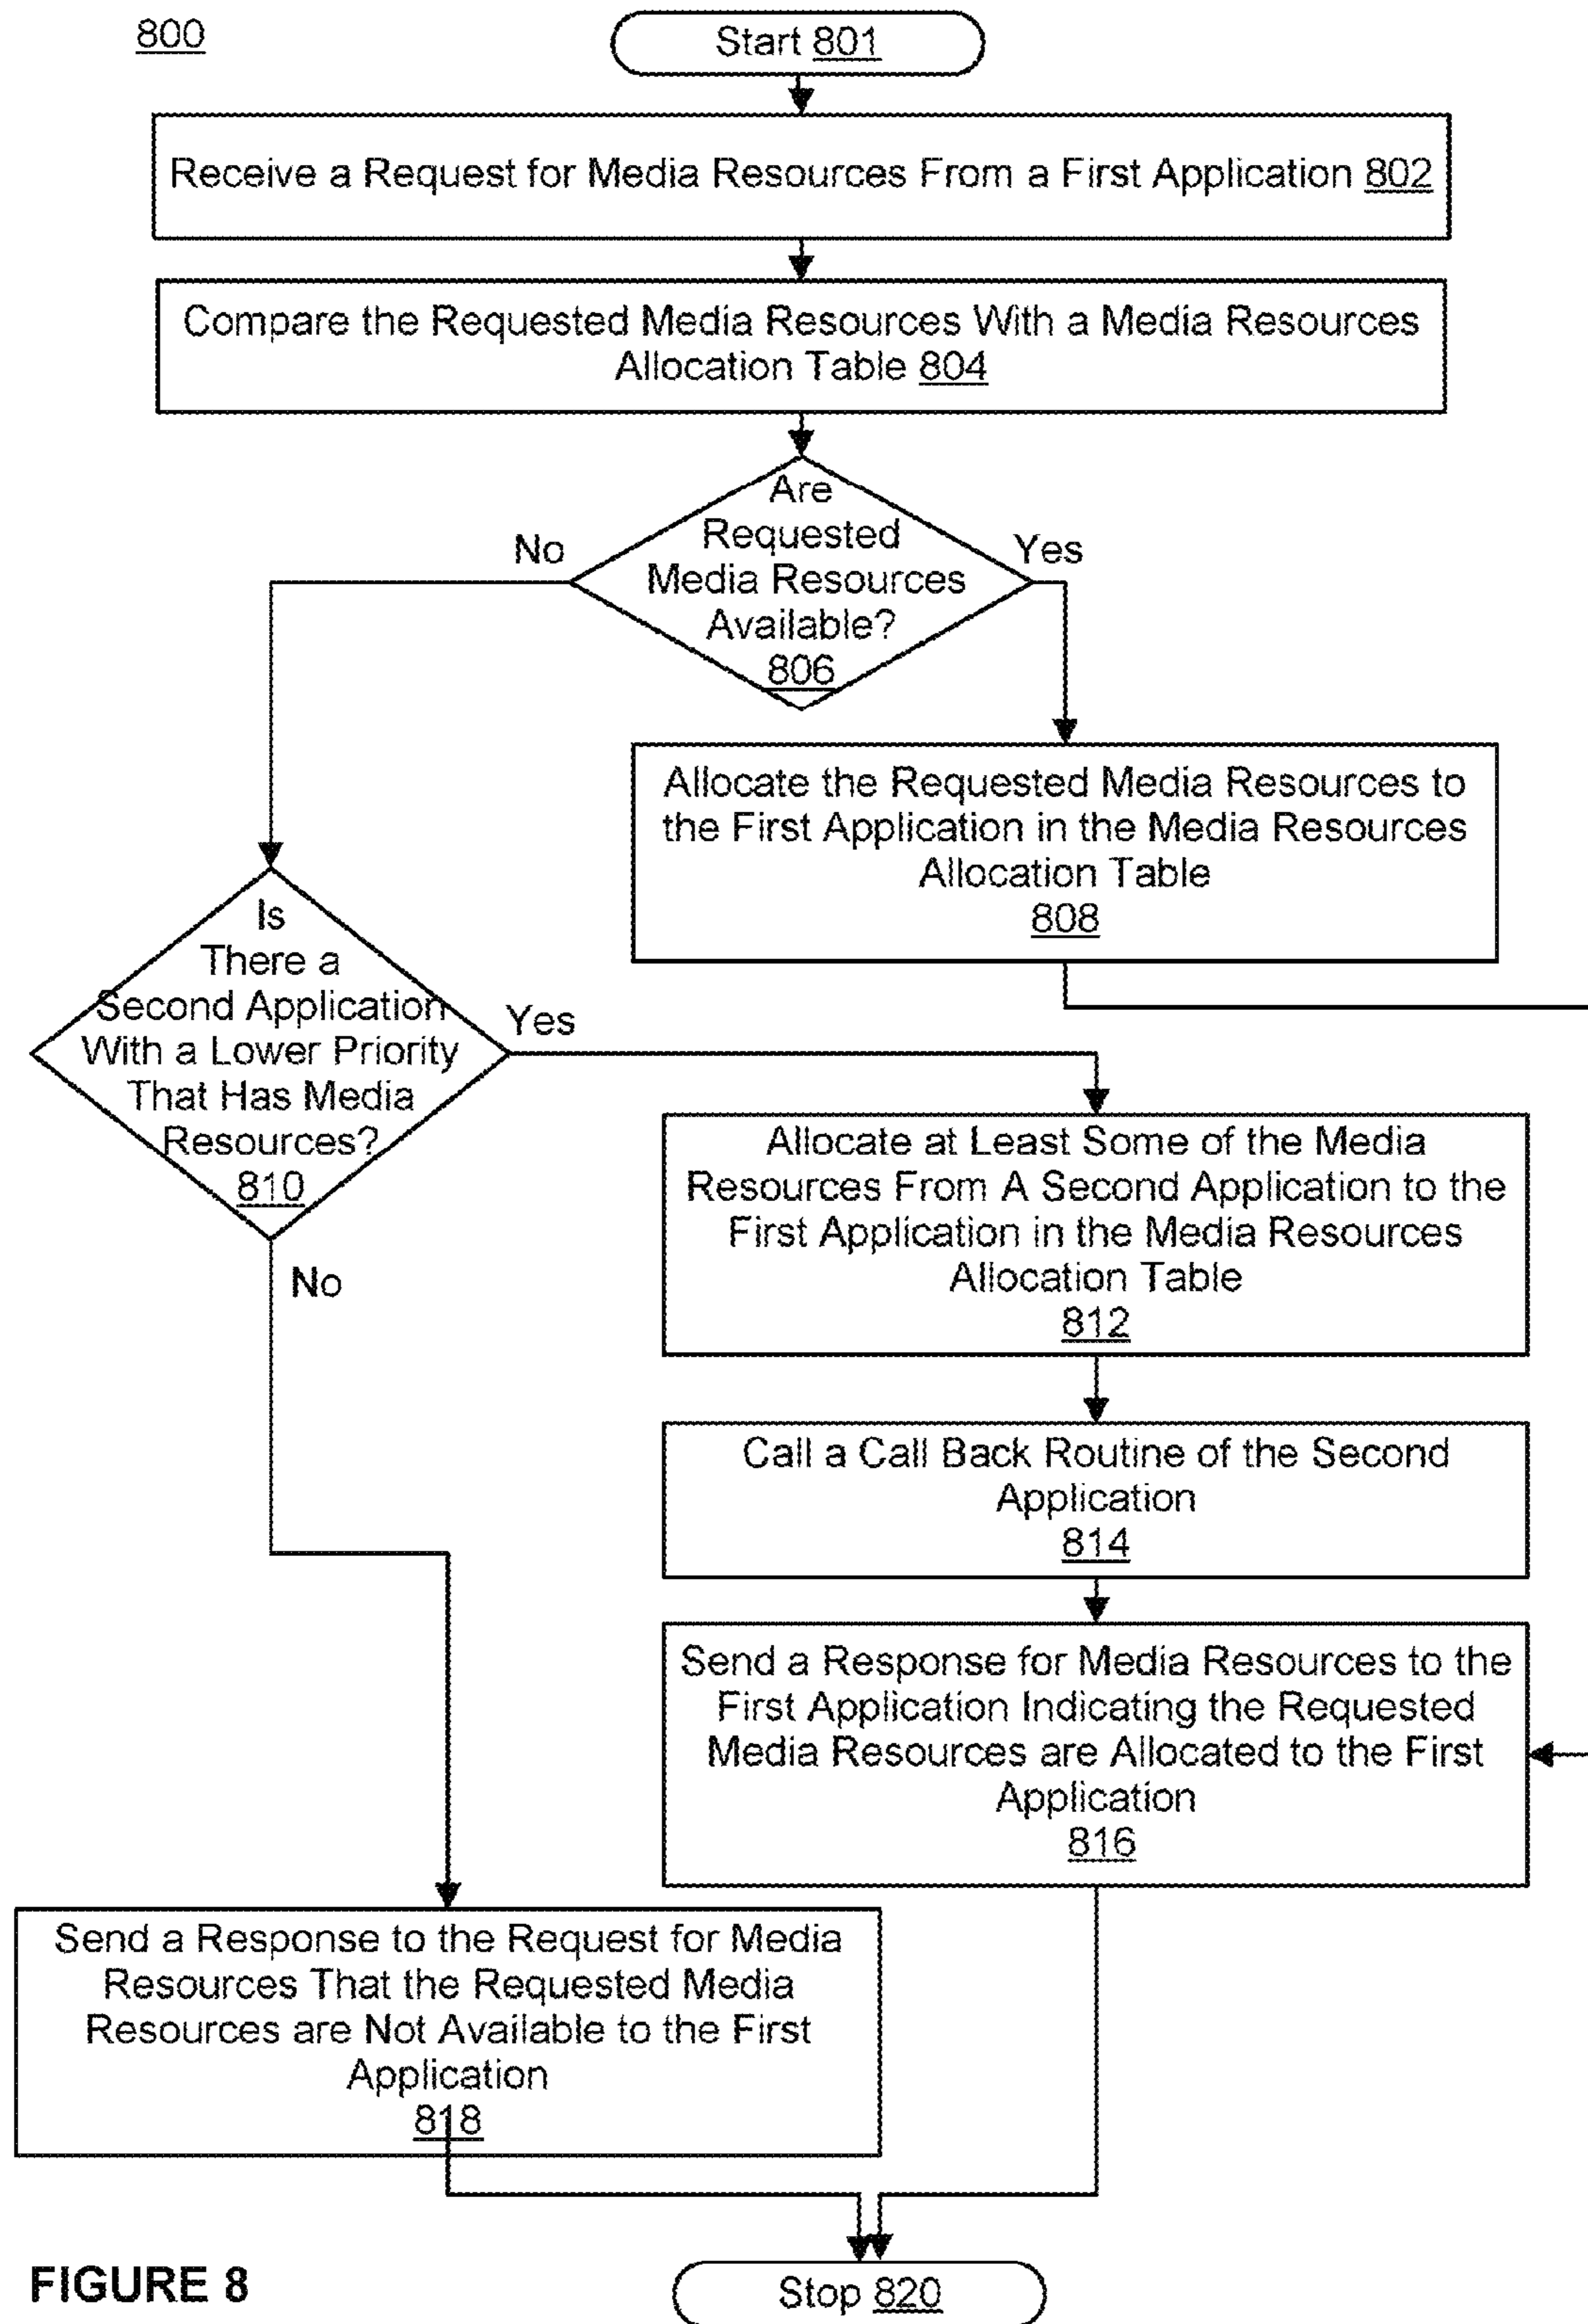 800
Start 801
Receive a Request for Media Resources From a First Application 802
Compare the Requested Media Resources With a Media Resources
Allocation Table 804
Are
Requested
Media Resources
Available?
806
No
Yes
Allocate the Requested Media Resources to
the First Application in the Media Resources
Allocation Table
808
Is
There a
Second Application
With a Lower Priority
That Has Media
Resources?
810
Yes
No
Allocate at Least Some of the Media
Resources From A Second Application to the
First Application in the Media Resources
Allocation Table
812
Call a Call Back Routine of the Second
Application
814
Send a Response for Media Resources to the
First Application Indicating the Requested
Media Resources are Allocated to the First
Application
816
Send a Response to the Request for Media
Resources That the Requested Media
Resources are Not Available to the First
Application
818
Stop 820
FIGURE 8